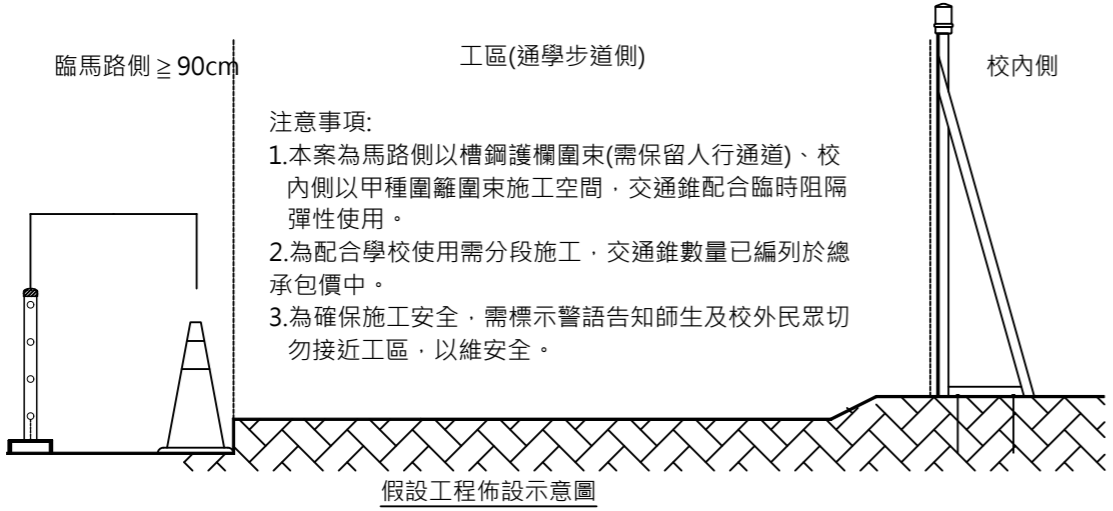 臨馬路側≧90cm
工區(通學步道側)
校內側
注意事項:
1.本案為馬路側以槽鋼護欄圍束(需保留人行通道)、校
內側以甲種圍籬圍束施工空間，交通錐配合臨時阻隔
彈性使用。
2.為配合學校使用需分段施工，交通錐數量已編列於總
承包價中。
3.為確保施工安全，需標示警語告知師生及校外民眾切
勿接近工區，以維安全。
假設工程佈設示意圖